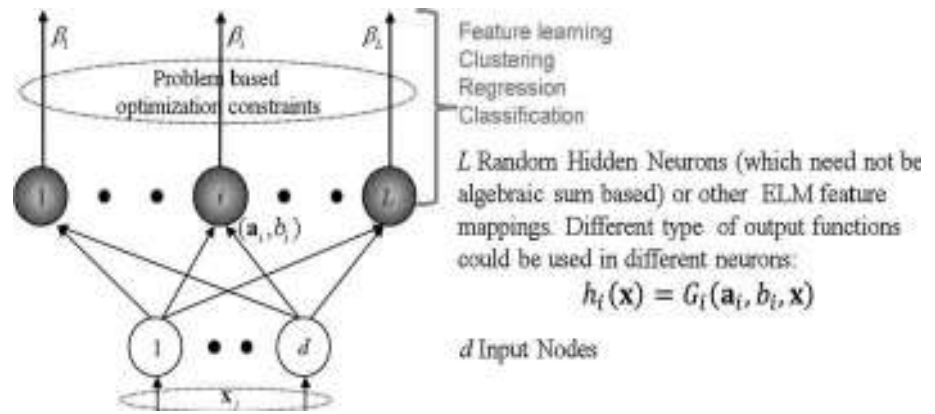 β₁ βᵢ β_L
Problem based
optimization constraints
1 i L
(aᵢ, bᵢ)
1 d
xⱼ
Feature learning
Clustering
Regression
Classification
L Random Hidden Neurons (which need not be
algebraic sum based) or other ELM feature
mappings. Different type of output functions
could be used in different neurons:
hᵢ(x) = Gᵢ(aᵢ, bᵢ, x)
d Input Nodes